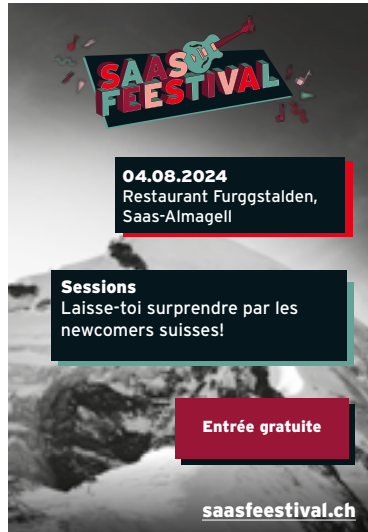 SAAS
FEESTIVAL
04.08.2024
Restaurant Furggstalden,
Saas-Almagell
Sessions
Laisse-toi surprendre par les
newcomers suisses!
Entrée gratuite
saasfeestival.ch